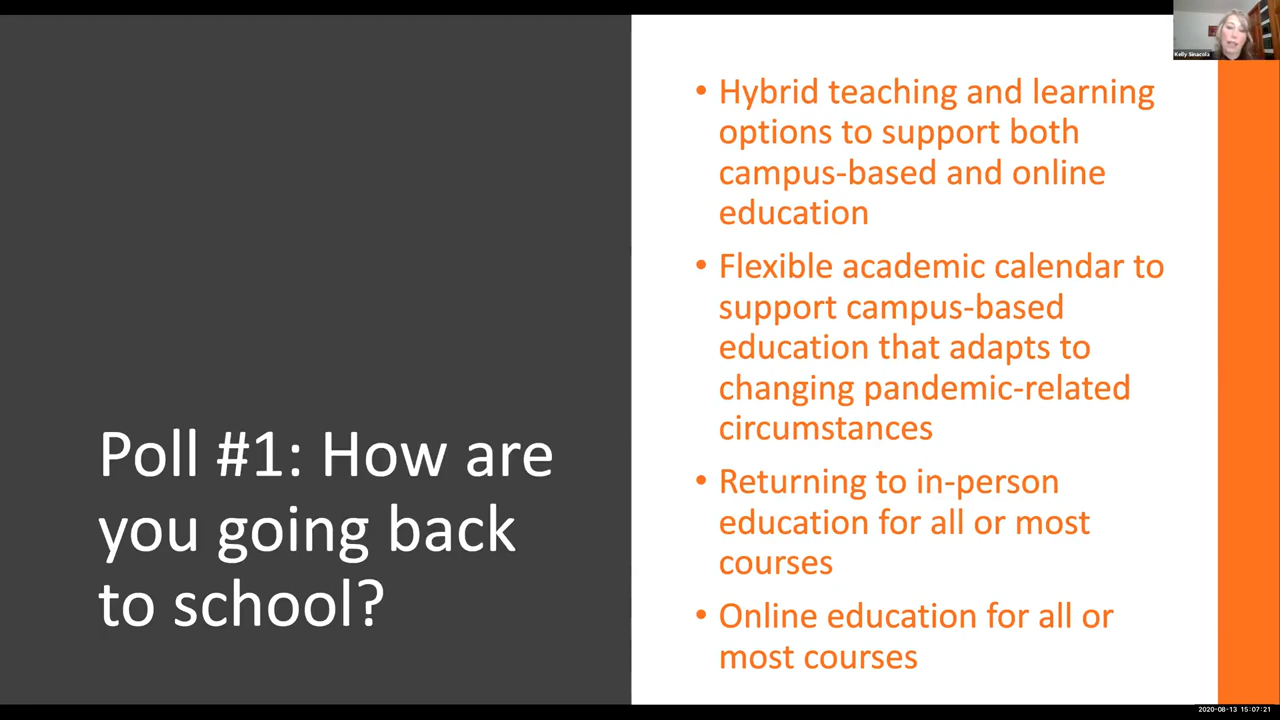 Kelly Sinacola
Hybrid teaching and learning
options to support both
campus-based and online
education
Flexible academic calendar to
support campus-based
education that adapts to
changing pandemic-related
circumstances
Returning to in-person
education for all or most
courses
Online education for all or
most courses
Poll #1: How are
you going back
to school?
2020-08-13 15:07:21